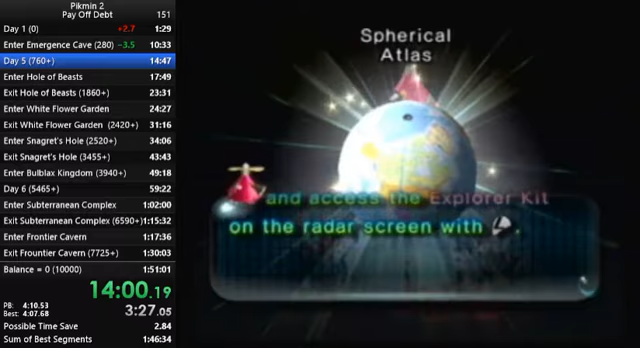 Pikmin 2
Pay Off Debt 151
Day 1 (0) +2.7 1:29
Enter Emergence Cave (280) −3.5 10:33
Day 5 (760+) 14:47
Enter Hole of Beasts 17:49
Exit Hole of Beasts (1860+) 23:31
Enter White Flower Garden 24:27
Exit White Flower Garden (2420+) 31:16
Enter Snagret's Hole (2520+) 34:06
Exit Snagret's Hole (3455+) 43:43
Enter Bulblax Kingdom (3940+) 49:18
Day 6 (5465+) 59:22
Enter Subterranean Complex 1:02:00
Exit Subterranean Complex (6590+) 1:15:32
Enter Frontier Cavern 1:17:36
Exit Frountier Cavern (7725+) 1:30:03
Balance = 0 (10000) 1:51:01
14:00.19
PB: 4:10.53
Best: 4:07.68
3:27.05
Possible Time Save 2.84
Sum of Best Segments 1:46:34
Spherical
Atlas
and access the Explorer Kit
on the radar screen with .